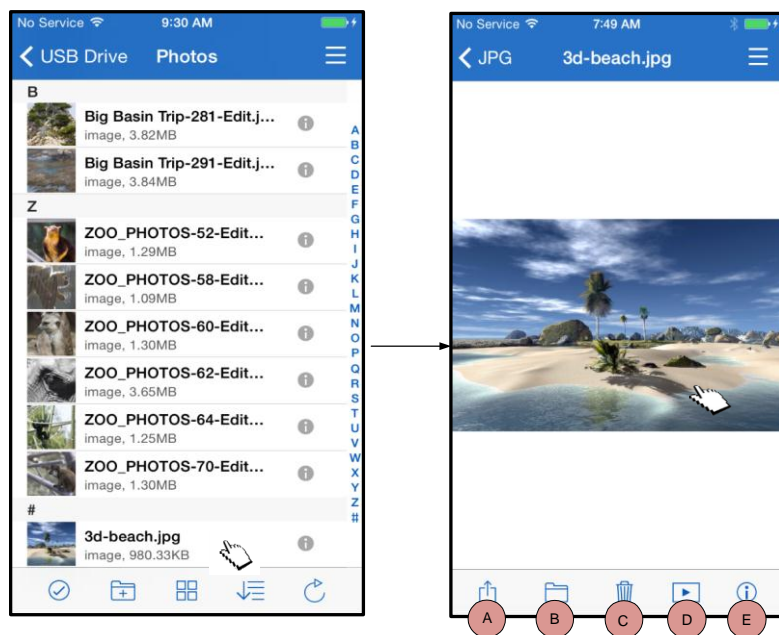 No Service 9:30 AM
USB Drive Photos
B
Big Basin Trip-281-Edit.j...
image, 3.82MB
Big Basin Trip-291-Edit.j...
image, 3.84MB
Z
ZOO_PHOTOS-52-Edit...
image, 1.29MB
ZOO_PHOTOS-58-Edit...
image, 1.09MB
ZOO_PHOTOS-60-Edit...
image, 1.30MB
ZOO_PHOTOS-62-Edit...
image, 3.65MB
ZOO_PHOTOS-64-Edit...
image, 1.25MB
ZOO_PHOTOS-70-Edit...
image, 1.30MB
#
3d-beach.jpg
image, 980.33KB
A
B
C
D
E
F
G
H
I
J
K
L
M
N
O
P
Q
R
S
T
U
V
W
X
Y
Z
#
No Service 7:49 AM
JPG 3d-beach.jpg
A B C D E